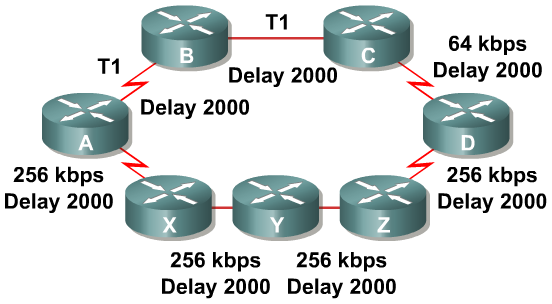 T1
B
C
64 kbps
Delay 2000
T1
Delay 2000
Delay 2000
A
D
256 kbps
Delay 2000
256 kbps
Delay 2000
X
Y
Z
256 kbps
Delay 2000
256 kbps
Delay 2000